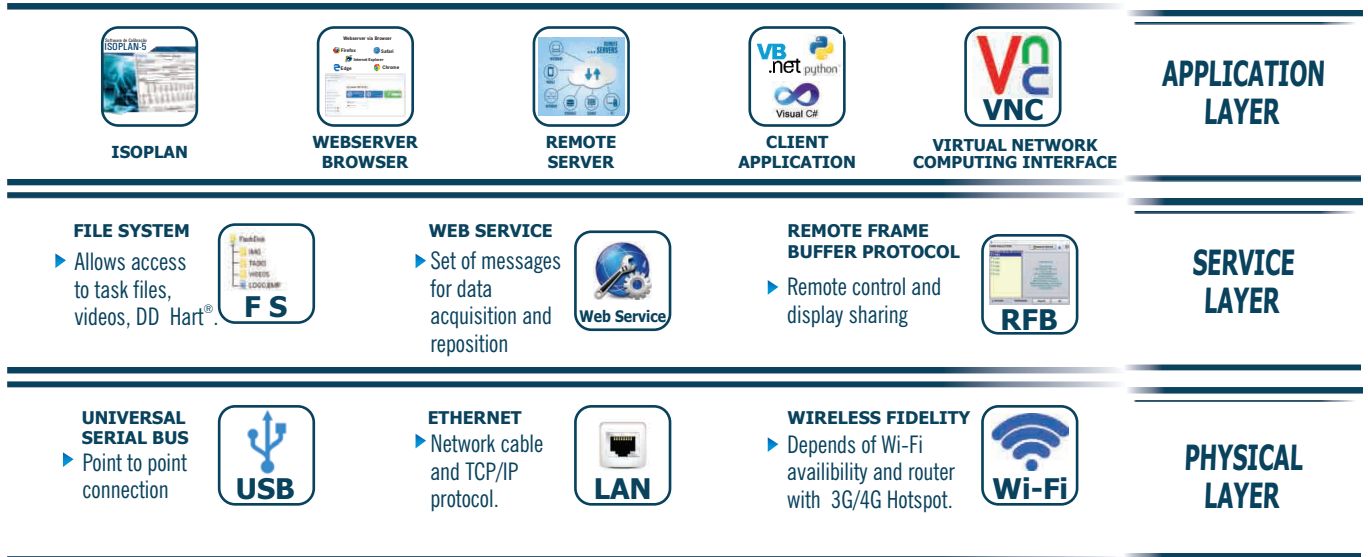 Software de Calibração
ISOPLAN-5
ISOPLAN
Webserver via Browser
Firefox
Safari
Internet Explorer
Edge
Chrome
WEBSERVER
BROWSER
REMOTE
SERVERS
REMOTE
SERVER
VB
.net
python
Visual C#
CLIENT
APPLICATION
VNC
VNC
VIRTUAL NETWORK
COMPUTING INTERFACE
APPLICATION
LAYER
FILE SYSTEM
Allows access
to task files,
videos, DD Hart®.
FlashDisk
IMG
TASKS
VIDEOS
LOGO.BMP
F S
WEB SERVICE
Set of messages
for data
acquisition and
reposition
Web Service
REMOTE FRAME
BUFFER PROTOCOL
Remote control and
display sharing
RFB
SERVICE
LAYER
UNIVERSAL
SERIAL BUS
Point to point
connection
USB
ETHERNET
Network cable
and TCP/IP
protocol.
LAN
WIRELESS FIDELITY
Depends of Wi-Fi
availibility and router
with 3G/4G Hotspot.
Wi-Fi
PHYSICAL
LAYER